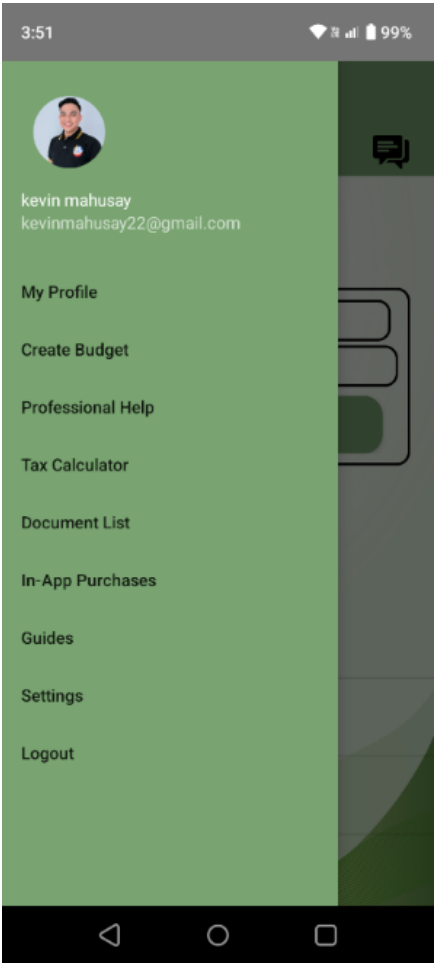 3:51
99%
kevin mahusay
kevinmahusay22@gmail.com
My Profile
Create Budget
Professional Help
Tax Calculator
Document List
In-App Purchases
Guides
Settings
Logout